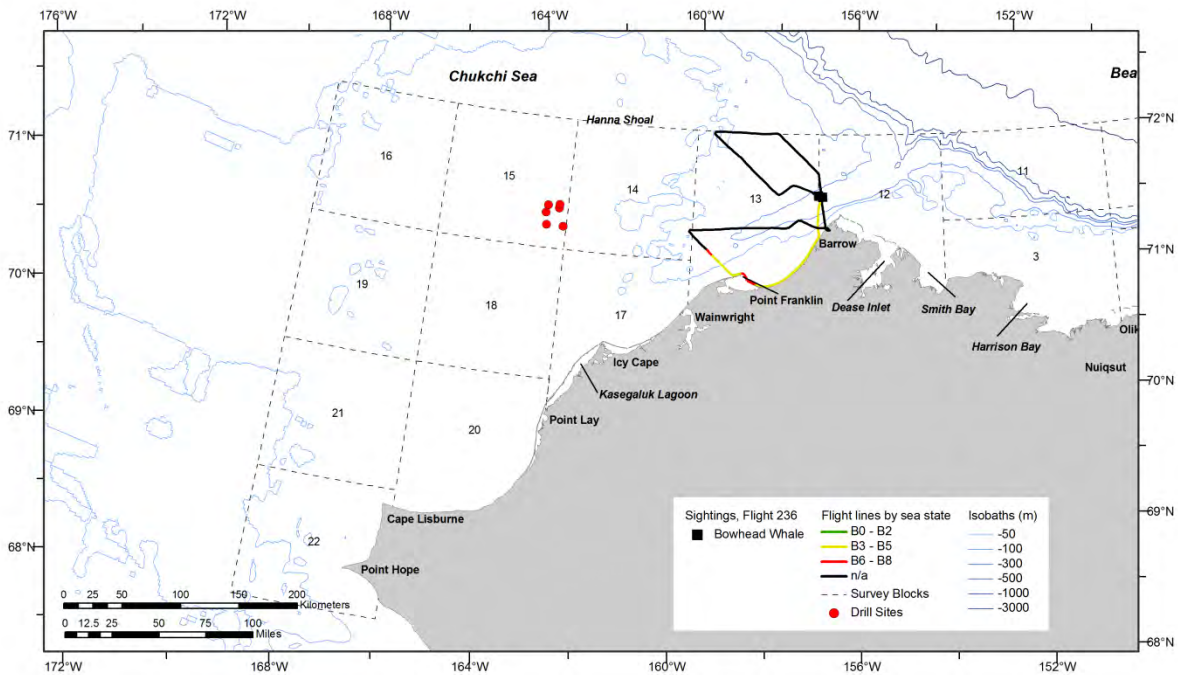 176°W 172°W 168°W 164°W 160°W 156°W 152°W
Chukchi Sea
Bea
72°N
71°N
Hanna Shoal
16
15
14
13
12
11
71°N
Barrow
3
70°N
19
18
17
Point Franklin
Dease Inlet
Smith Bay
Wainwright
Harrison Bay
Olik
Icy Cape
Nuiqsut
Kasegaluk Lagoon
70°N
69°N
21
20
Point Lay
Cape Lisburne
69°N
68°N
22
Point Hope
Sightings, Flight 236
Bowhead Whale
Flight lines by sea state
B0 - B2
B3 - B5
B6 - B8
n/a
Survey Blocks
Drill Sites
Isobaths (m)
-50
-100
-300
-500
-1000
-3000
0 12.5 25 50 100 150 200
Kilometers
0 12.5 25 50 75 100
Miles
68°N
172°W 168°W 164°W 160°W 156°W 152°W